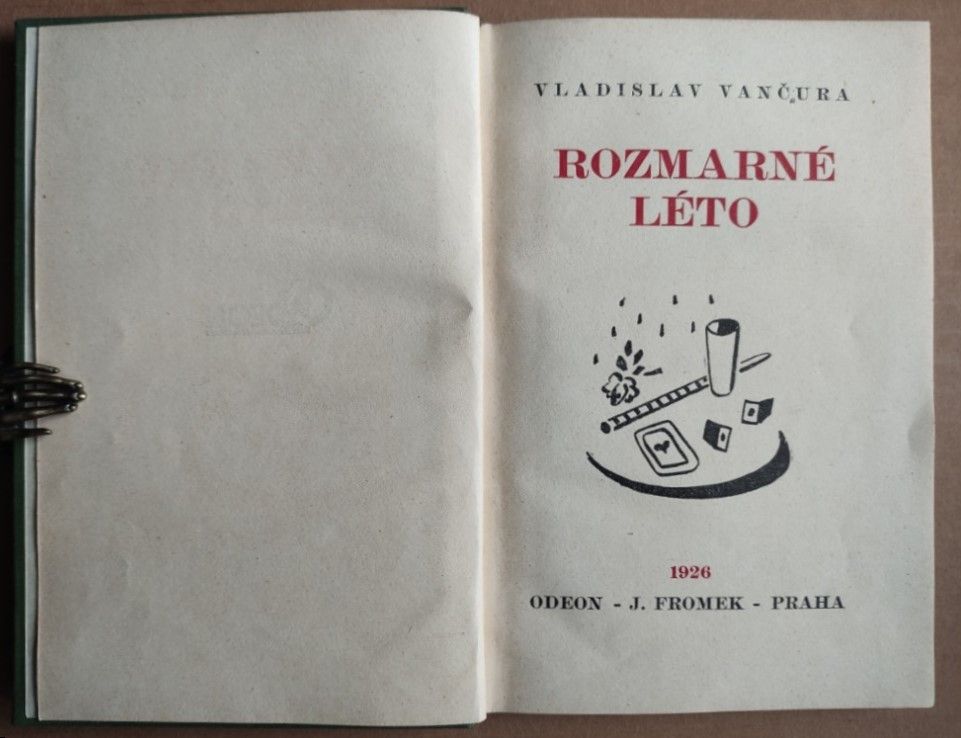 VLADISLAV VANČURA
ROZMARNÉ
LÉTO
1926
ODEON - J. FROMEK - PRAHA